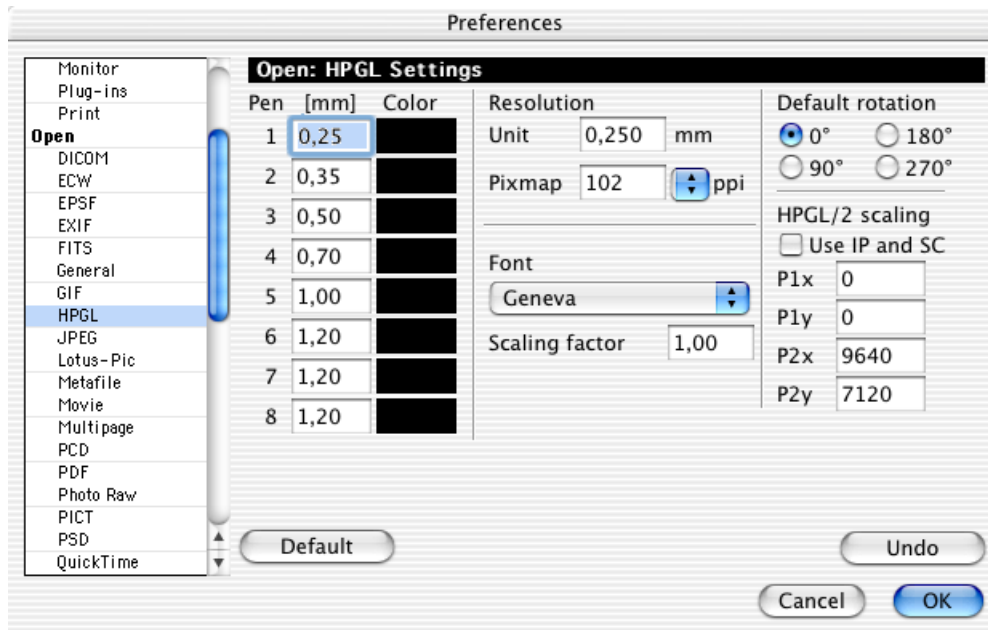 Preferences
Monitor
Plug-ins
Print
Open
DICOM
ECW
EPSF
EXIF
FITS
General
GIF
HPGL
JPEG
Lotus-Pic
Metafile
Movie
Multipage
PCD
PDF
Photo Raw
PICT
PSD
QuickTime
Open: HPGL Settings
Pen [mm] Color
1 0,25
2 0,35
3 0,50
4 0,70
5 1,00
6 1,20
7 1,20
8 1,20
Resolution
Unit 0,250 mm
Pixmap 102 ppi
Font
Geneva
Scaling factor 1,00
Default rotation
0° 180°
90° 270°
HPGL/2 scaling
Use IP and SC
P1x 0
P1y 0
P2x 9640
P2y 7120
Default
Undo
Cancel
OK